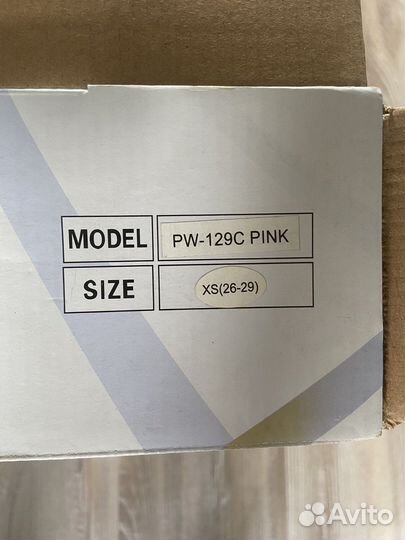 MODEL PW-129C PINK
SIZE XS(26-29)
Avito